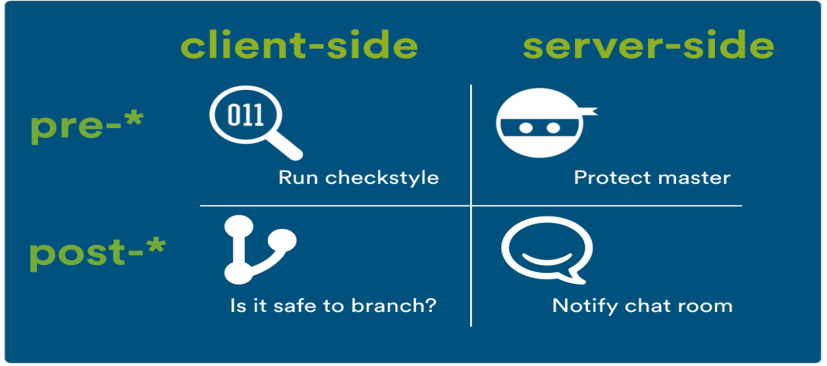 client-side server-side
pre-*
011
Run checkstyle Protect master
post-*
Is it safe to branch? Notify chat room